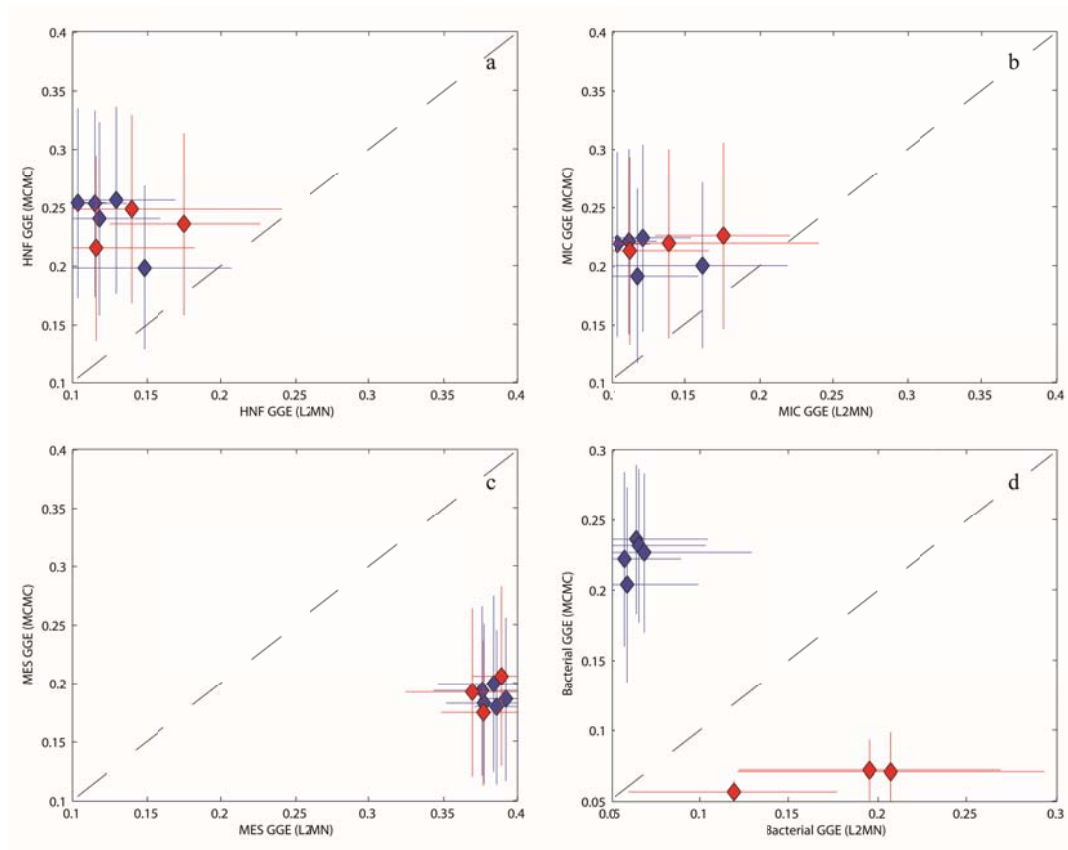 a
0.4
0.35
0.3
0.25
0.2
0.15
0.1
HNF GGE (MCMC)
0.1 0.15 0.2 0.25 0.3 0.35 0.4
HNF GGE (L2MN)
b
0.4
0.35
0.3
0.25
0.2
0.15
0.1
MIC GGE (MCMC)
0.1 0.15 0.2 0.25 0.3 0.35 0.4
MIC GGE (L2MN)
c
0.4
0.35
0.3
0.25
0.2
0.15
0.1
MES GGE (MCMC)
0.1 0.15 0.2 0.25 0.3 0.35 0.4
MES GGE (L2MN)
d
0.3
0.25
0.2
0.15
0.1
0.05
Bacterial GGE (MCMC)
0.05 0.1 0.15 0.2 0.25 0.3
Bacterial GGE (L2MN)